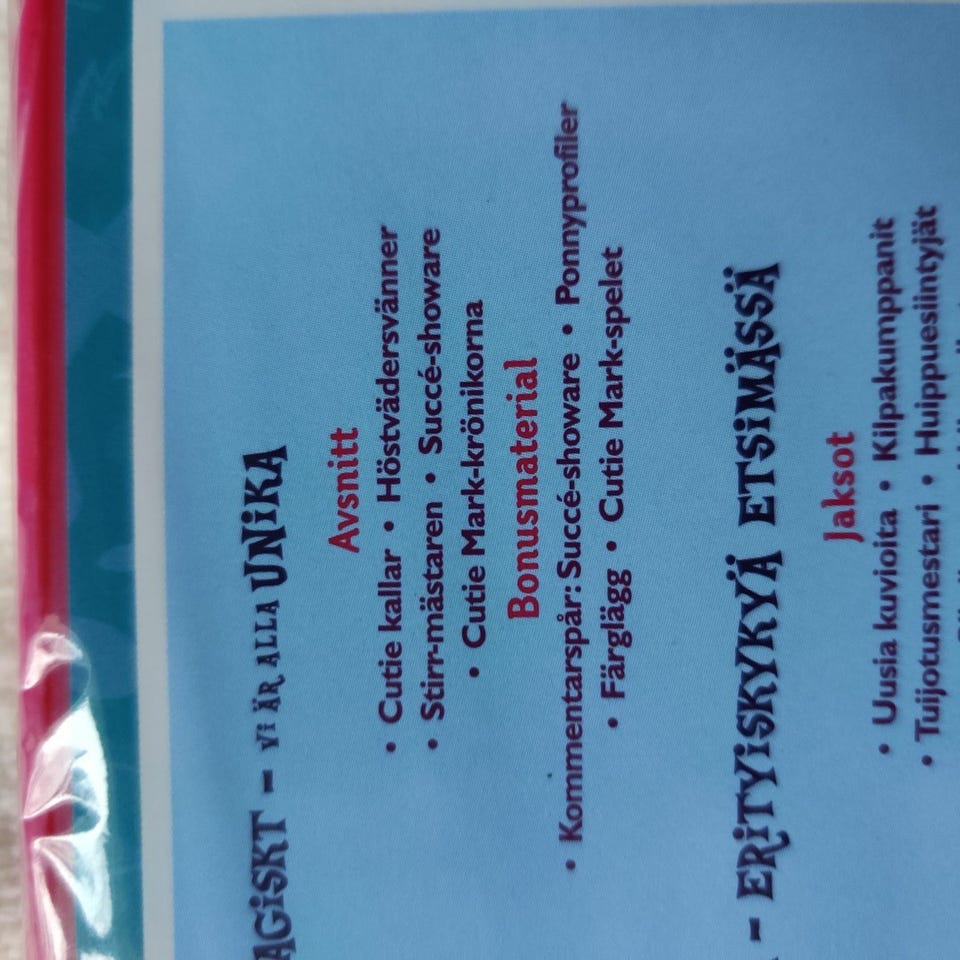 AGISKT – VI ÄR ALLA UNIKA
Avsnitt
• Cutie kallar • Höstvädersvänner
• Stirr-mästaren • Succé-showare
• Cutie Mark-krönikorna
Bonusmaterial
• Kommentarspår: Succé-showare • Ponnyprofiler
• Färglägg • Cutie Mark-spelet
– ERITYISKYKYÄ ETSIMÄSSÄ
Jaksot
• Uusia kuvioita • Kilpakumppanit
• Tuijotusmestari • Huippuesiintyjät